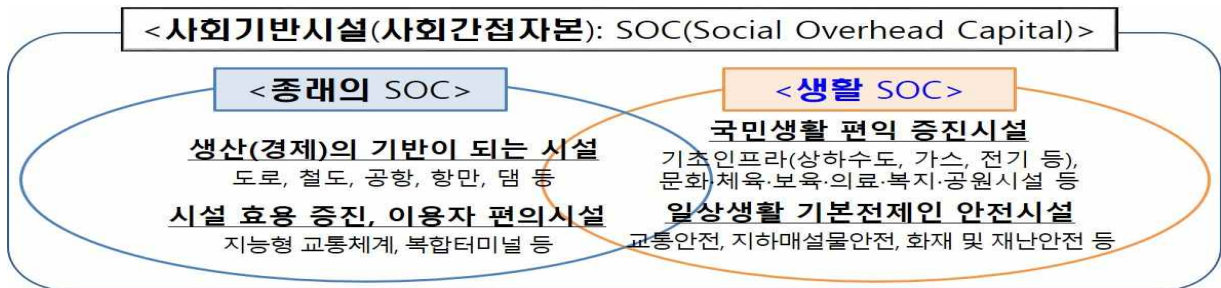 <사회기반시설(사회간접자본): SOC(Social Overhead Capital)>
<종래의 SOC>
생산(경제)의 기반이 되는 시설
도로, 철도, 공항, 항만, 댐 등
시설 효용 증진, 이용자 편의시설
지능형 교통체계, 복합터미널 등
<생활 SOC>
국민생활 편익 증진시설
기초인프라(상하수도, 가스, 전기 등),
문화·체육·보육·의료·복지·공원시설 등
일상생활 기본전제인 안전시설
교통안전, 지하매설물안전, 화재 및 재난안전 등